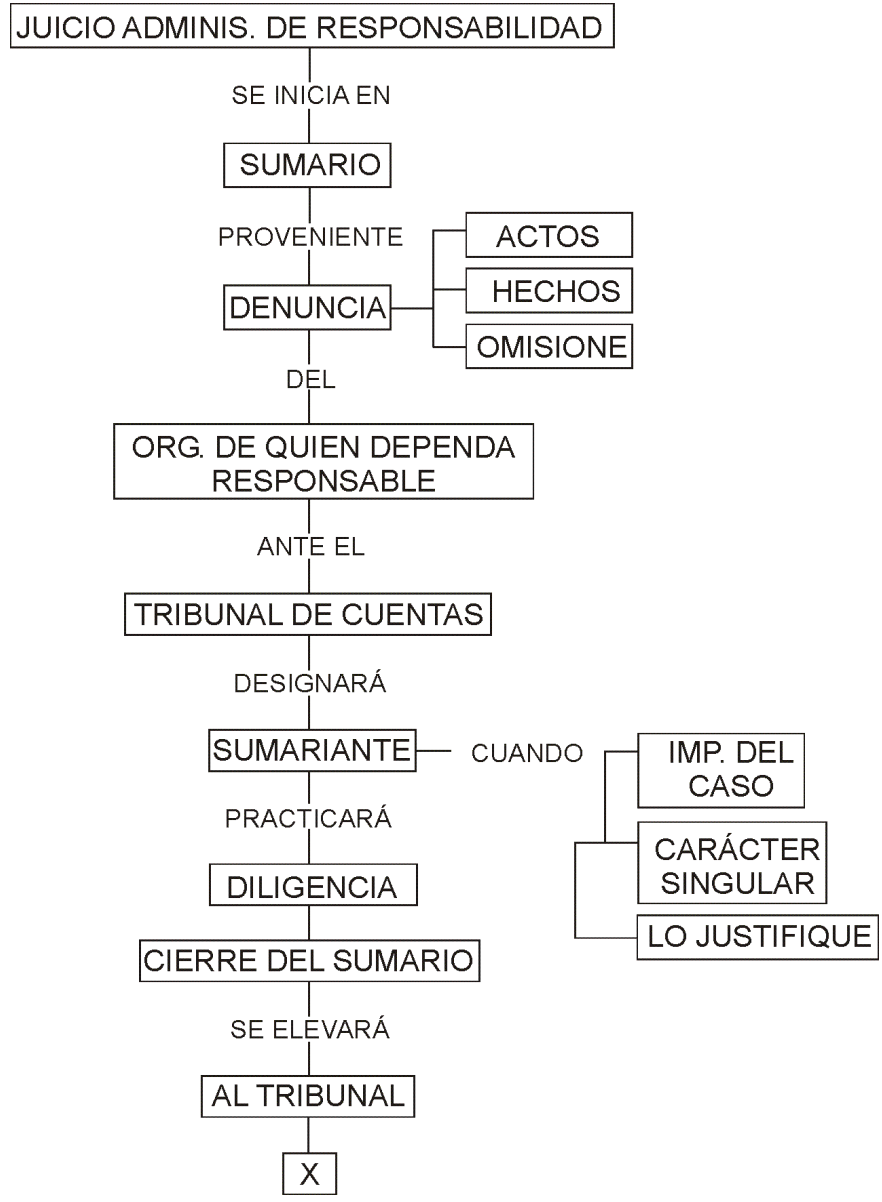 JUICIO ADMINIS. DE RESPONSABILIDAD
SE INICIA EN
SUMARIO
PROVENIENTE
DENUNCIA
ACTOS
HECHOS
OMISIONE
DEL
ORG. DE QUIEN DEPENDA
RESPONSABLE
ANTE EL
TRIBUNAL DE CUENTAS
DESIGNARÁ
SUMARIANTE
CUANDO
IMP. DEL
CASO
CARÁCTER
SINGULAR
LO JUSTIFIQUE
PRACTICARÁ
DILIGENCIA
CIERRE DEL SUMARIO
SE ELEVARÁ
AL TRIBUNAL
X